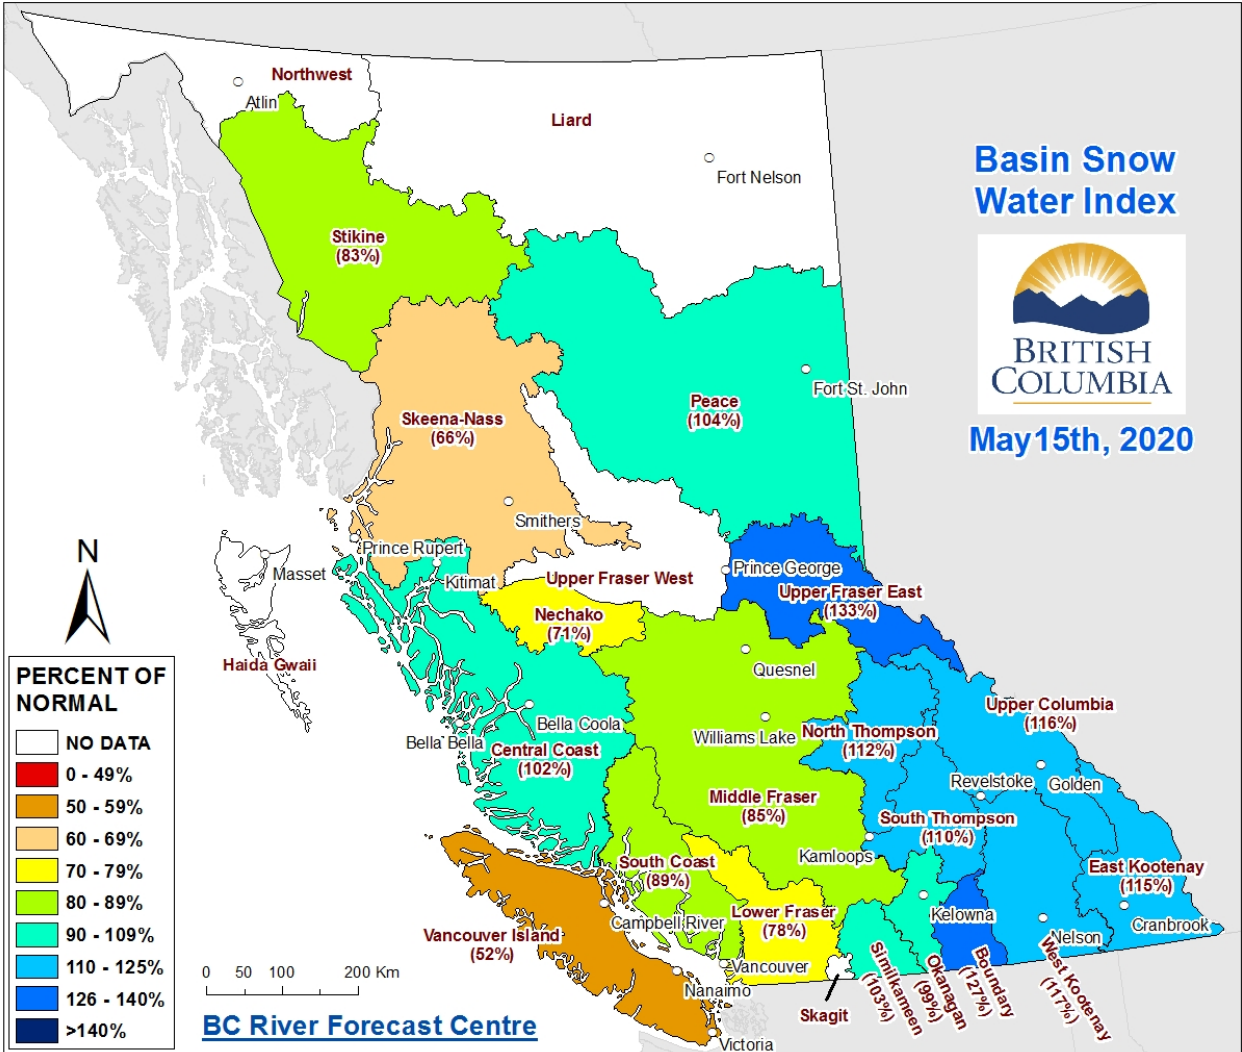 Northwest
Atlin
Liard
Fort Nelson
Basin Snow
Water Index
BRITISH
COLUMBIA
May15th, 2020
Stikine
(83%)
Fort St. John
Peace
(104%)
Skeena-Nass
(66%)
Smithers
Prince Rupert
Kitimat
Masset
Upper Fraser West
Prince George
Upper Fraser East
(133%)
Nechako
(71%)
Haida Gwaii
Quesnel
Bella Coola
Bella Bella
Central Coast
(102%)
Williams Lake
North Thompson
(112%)
Upper Columbia
(116%)
Revelstoke
Golden
Middle Fraser
(85%)
South Thompson
(110%)
Kamloops
South Coast
(89%)
East Kootenay
(115%)
Campbell River
Lower Fraser
(78%)
Kelowna
Cranbrook
Nelson
Vancouver Island
(52%)
Vancouver
Nanaimo
Victoria
Skagit
Similkameen
(103%)
Okanagan
(99%)
Boundary
(127%)
West Kootenay
(117%)
N
PERCENT OF
NORMAL
NO DATA
0 - 49%
50 - 59%
60 - 69%
70 - 79%
80 - 89%
90 - 109%
110 - 125%
126 - 140%
>140%
0 50 100 200 Km
BC River Forecast Centre